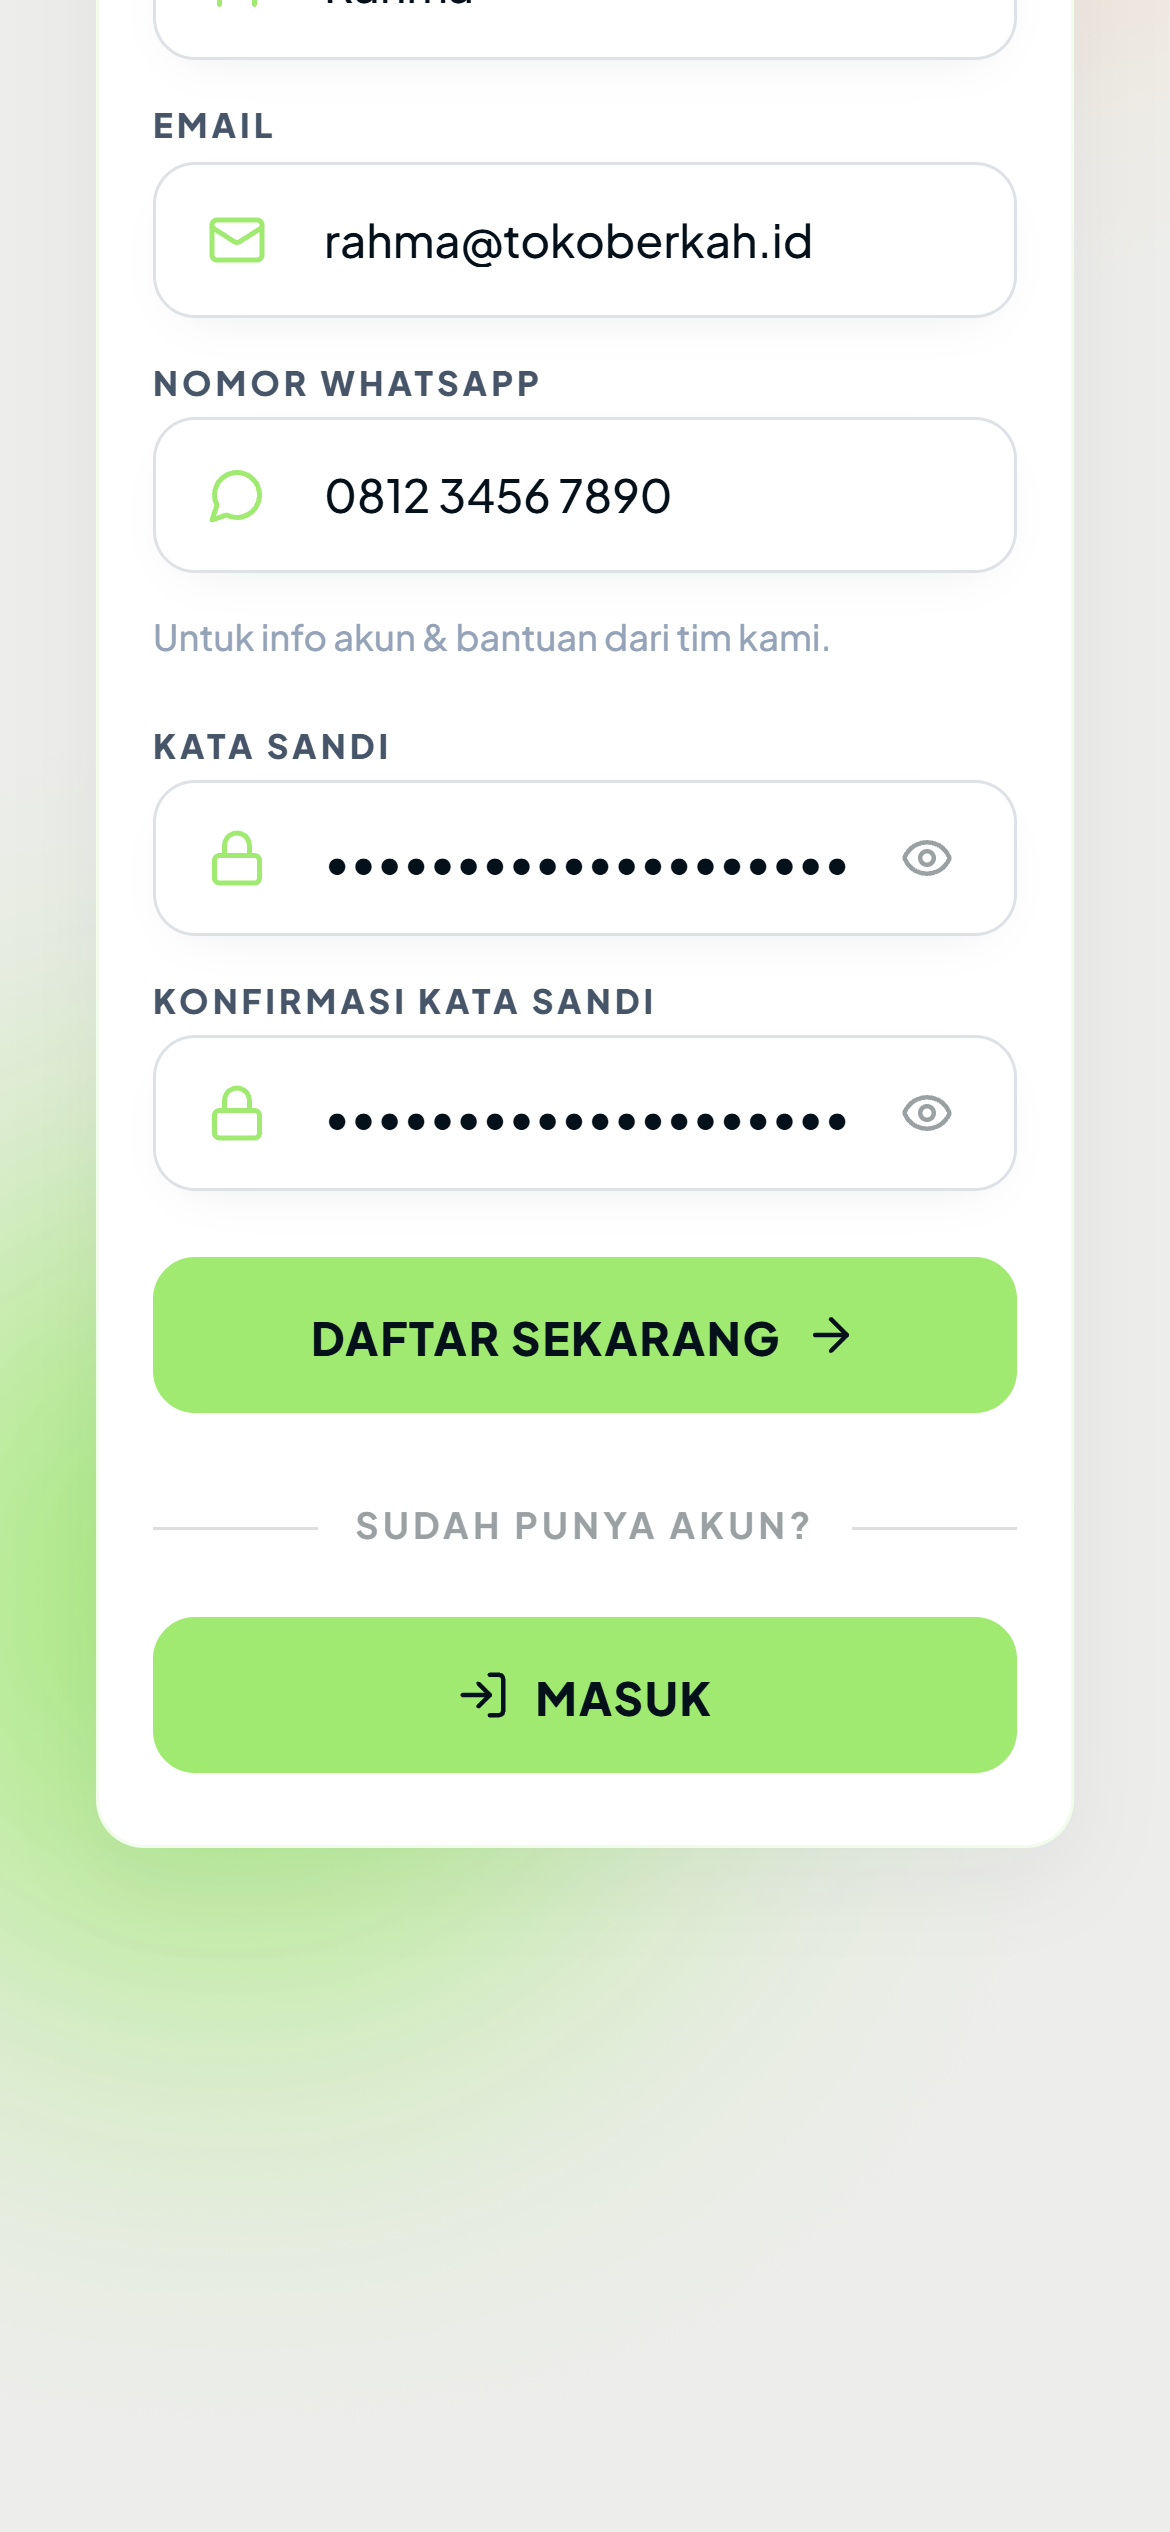 EMAIL
rahma@tokoberkah.id
NOMOR WHATSAPP
0812 3456 7890
Untuk info akun & bantuan dari tim kami.
KATA SANDI
••••••••••••••••••••
KONFIRMASI KATA SANDI
••••••••••••••••••••
DAFTAR SEKARANG →
SUDAH PUNYA AKUN?
MASUK